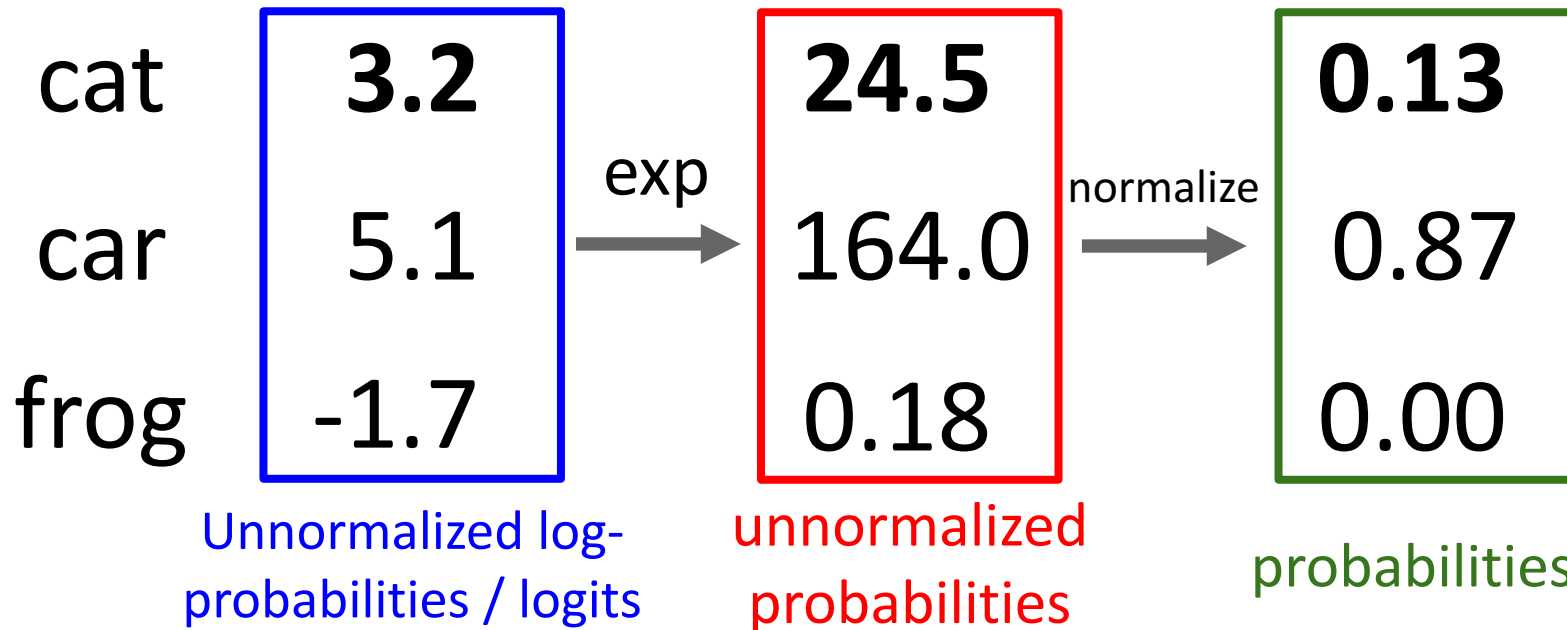 cat 3.2 24.5 0.13
exp
normalize
car 5.1 164.0 0.87
frog -1.7 0.18 0.00
Unnormalized log-
probabilities / logits
unnormalized
probabilities
probabilities